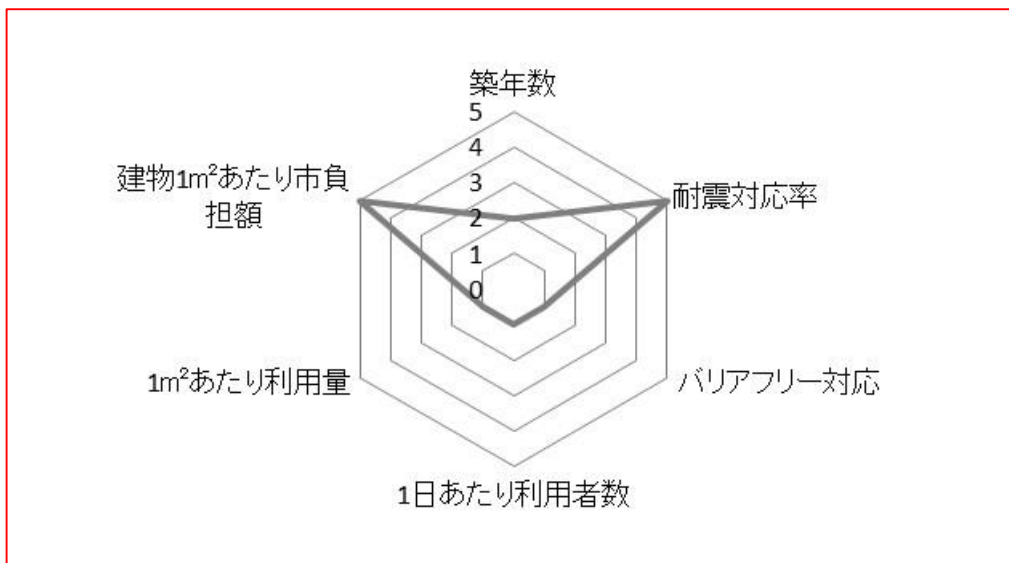 築年数
5
4
3
2
1
0
建物1㎡あたり市負
担額
耐震対応率
1㎡あたり利用量
バリアフリー対応
1日あたり利用者数